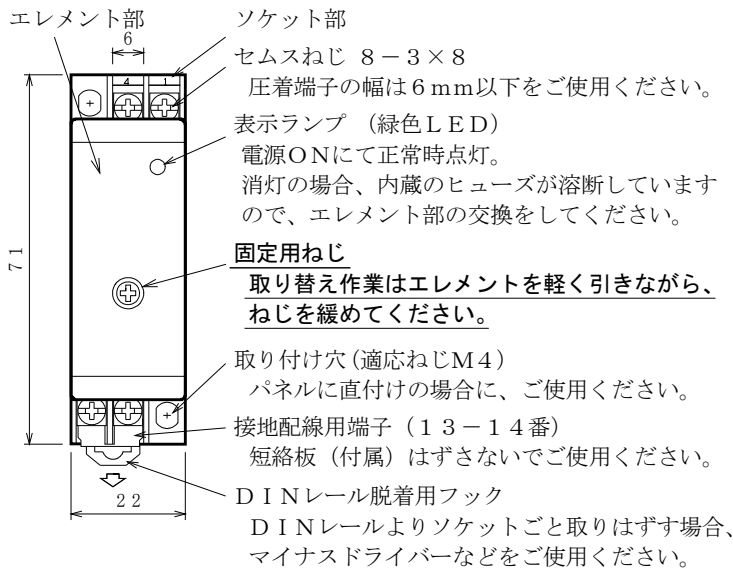 エレメント部
ソケット部
6
セムスねじ 8－3×8
圧着端子の幅は6mm以下をご使用ください。
4 1
表示ランプ (緑色LED)
電源ONにて正常時点灯。
消灯の場合、内蔵のヒューズが溶断しています
ので、エレメント部の交換をしてください。
71
固定用ねじ
取り替え作業はエレメントを軽く引きながら、
ねじを緩めてください。
取り付け穴(適応ねじM4)
パネルに直付けの場合に、ご使用ください。
接地配線用端子(13－14番)
短絡板(付属)はずさないでご使用ください。
22
DINレール脱着用フック
DINレールよりソケットごと取りはずす場合、
マイナスドライバーなどをご使用ください。